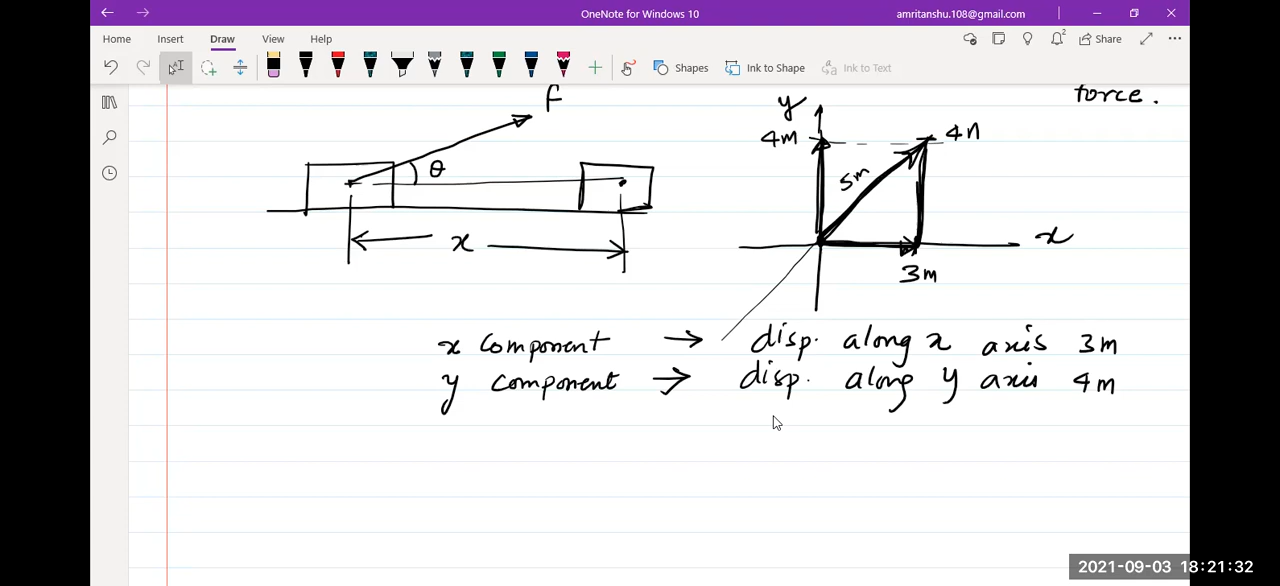 OneNote for Windows 10
amritanshu.108@gmail.com
Home Insert Draw View Help
Share
Shapes Ink to Shape Ink to Text
force.
F
θ
x
y
4m
4m
5m
x
3m
x component → disp. along x axis 3m
y component → disp. along y axis 4m
2021-09-03 18:21:32